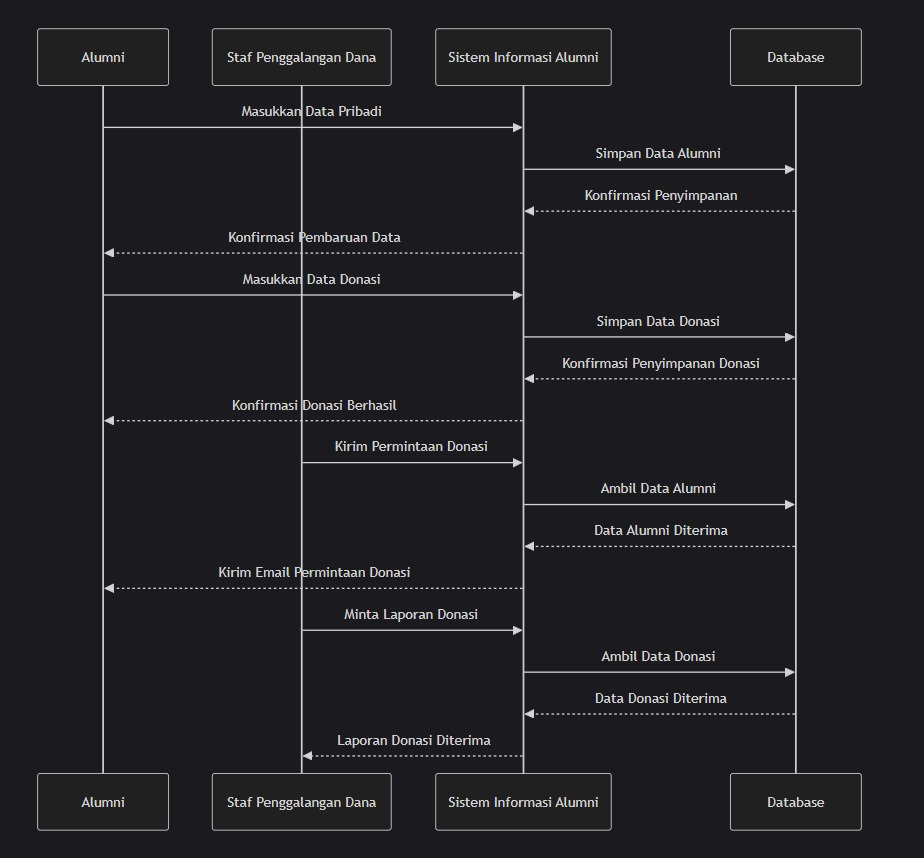 Alumni
Staf Penggalangan Dana
Sistem Informasi Alumni
Database
Masukkan Data Pribadi
Simpan Data Alumni
Konfirmasi Penyimpanan
Konfirmasi Pembaruan Data
Masukkan Data Donasi
Simpan Data Donasi
Konfirmasi Penyimpanan Donasi
Konfirmasi Donasi Berhasil
Kirim Permintaan Donasi
Ambil Data Alumni
Data Alumni Diterima
Kirim Email Permintaan Donasi
Minta Laporan Donasi
Ambil Data Donasi
Data Donasi Diterima
Laporan Donasi Diterima
Alumni
Staf Penggalangan Dana
Sistem Informasi Alumni
Database